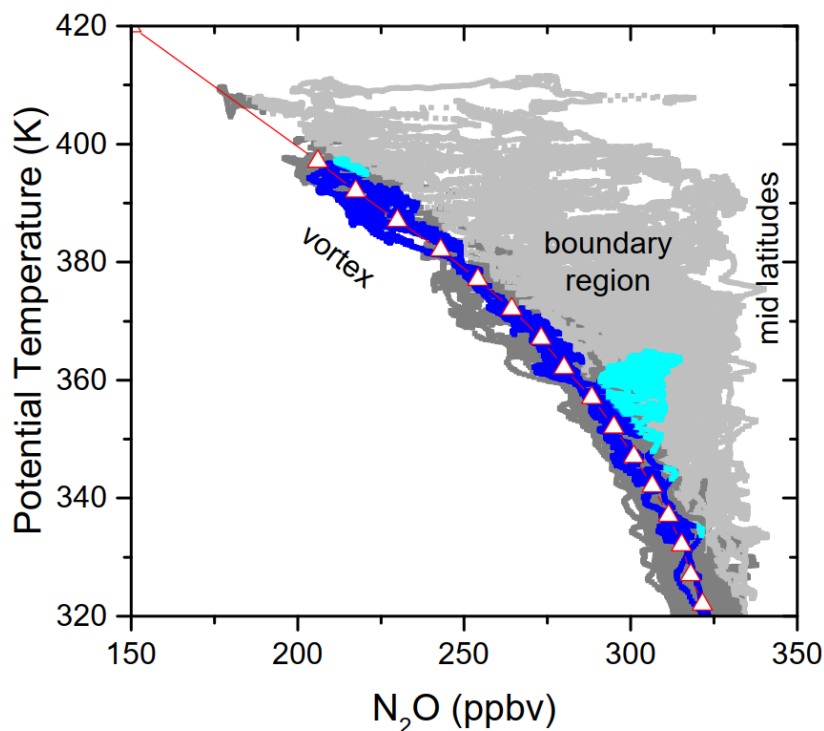 420
400
380
360
340
320
Potential Temperature (K)
vortex
boundary
region
mid latitudes
150
200
250
300
350
N₂O (ppbv)